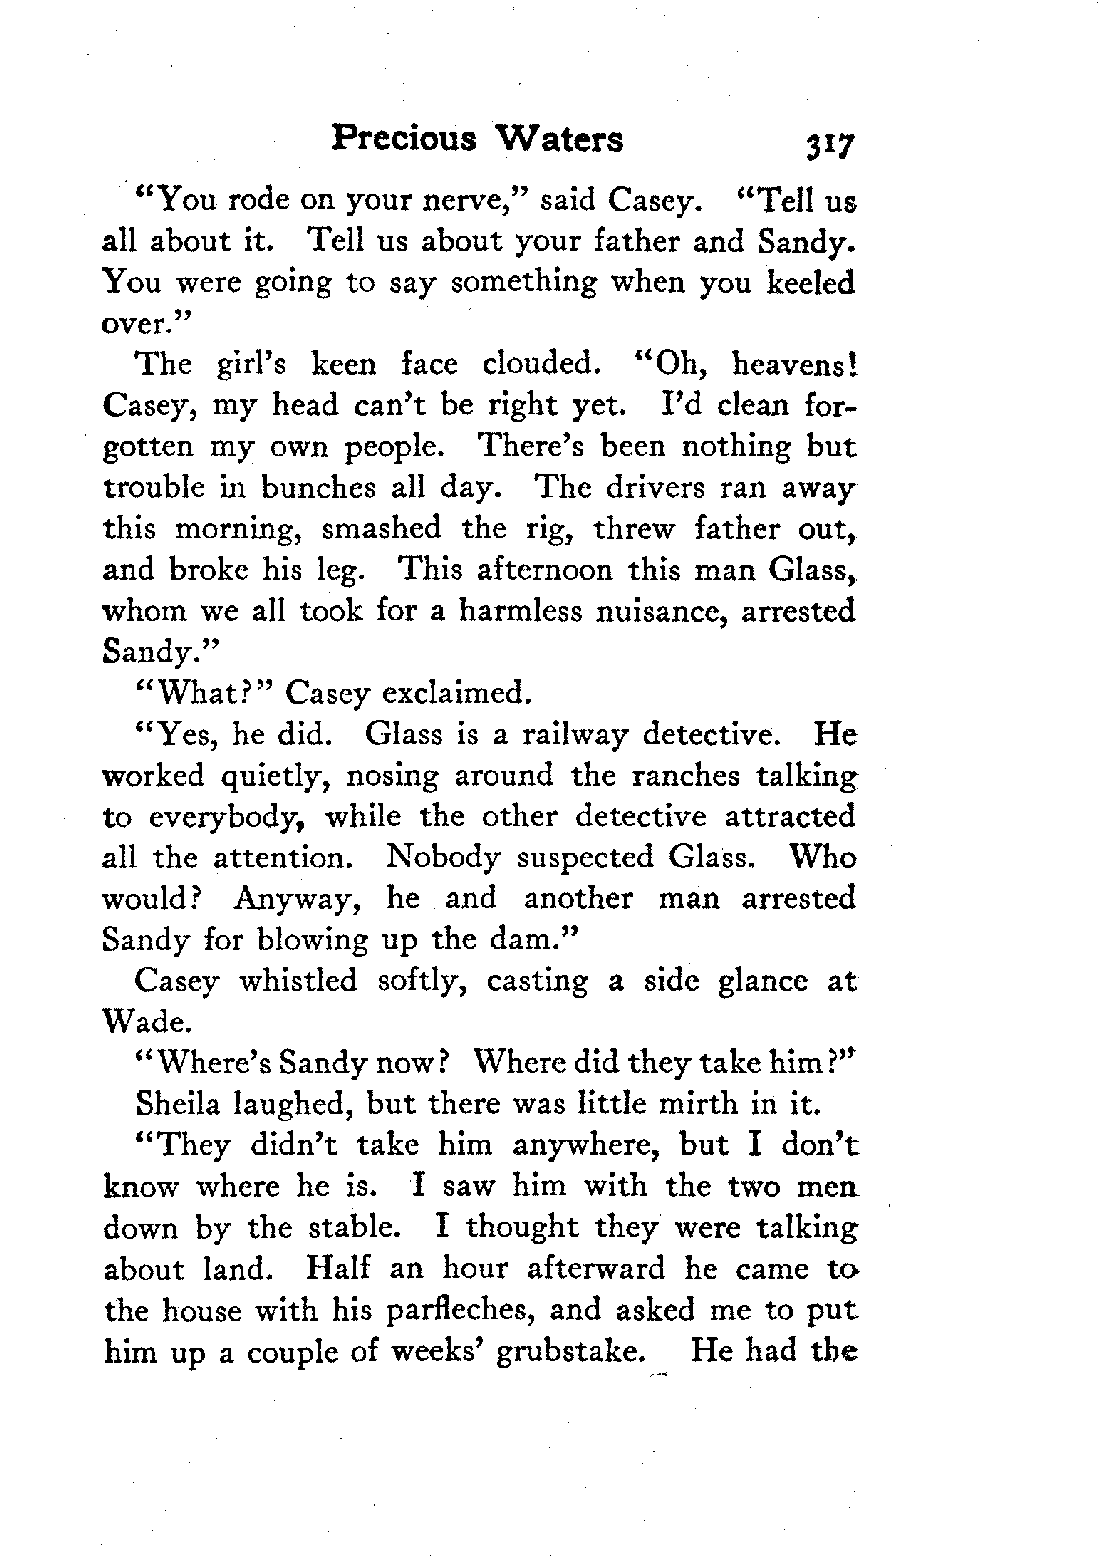 Precious Waters 317
“You rode on your nerve,” said Casey. “Tell us
all about it. Tell us about your father and Sandy.
You were going to say something when you keeled
over.”
The girl’s keen face clouded. “Oh, heavens!
Casey, my head can’t be right yet. I’d clean for-
gotten my own people. There’s been nothing but
trouble in bunches all day. The drivers ran away
this morning, smashed the rig, threw father out,
and broke his leg. This afternoon this man Glass,
whom we all took for a harmless nuisance, arrested
Sandy.”
“What?” Casey exclaimed.
“Yes, he did. Glass is a railway detective. He
worked quietly, nosing around the ranches talking
to everybody, while the other detective attracted
all the attention. Nobody suspected Glass. Who
would? Anyway, he and another man arrested
Sandy for blowing up the dam.”
Casey whistled softly, casting a side glance at
Wade.
“Where’s Sandy now? Where did they take him?”
Sheila laughed, but there was little mirth in it.
“They didn’t take him anywhere, but I don’t
know where he is. I saw him with the two men
down by the stable. I thought they were talking
about land. Half an hour afterward he came to
the house with his parfleches, and asked me to put
him up a couple of weeks’ grubstake. He had the